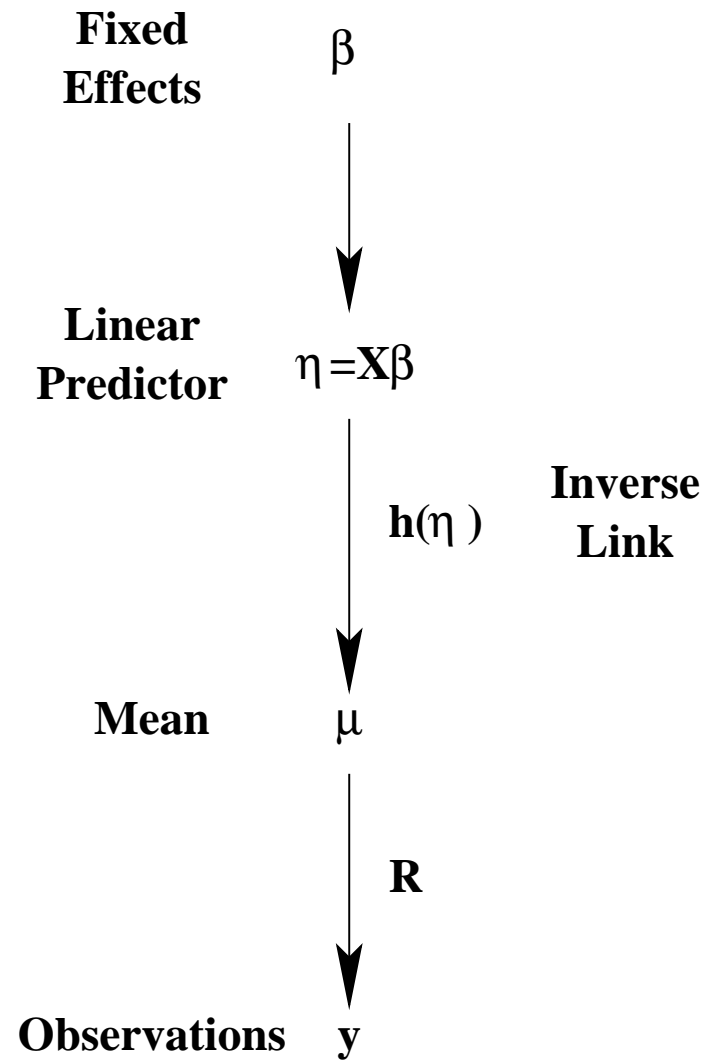 Fixed
Effects
β
Linear
Predictor
η =Xβ
h(η )
Inverse
Link
Mean
μ
R
Observations
y